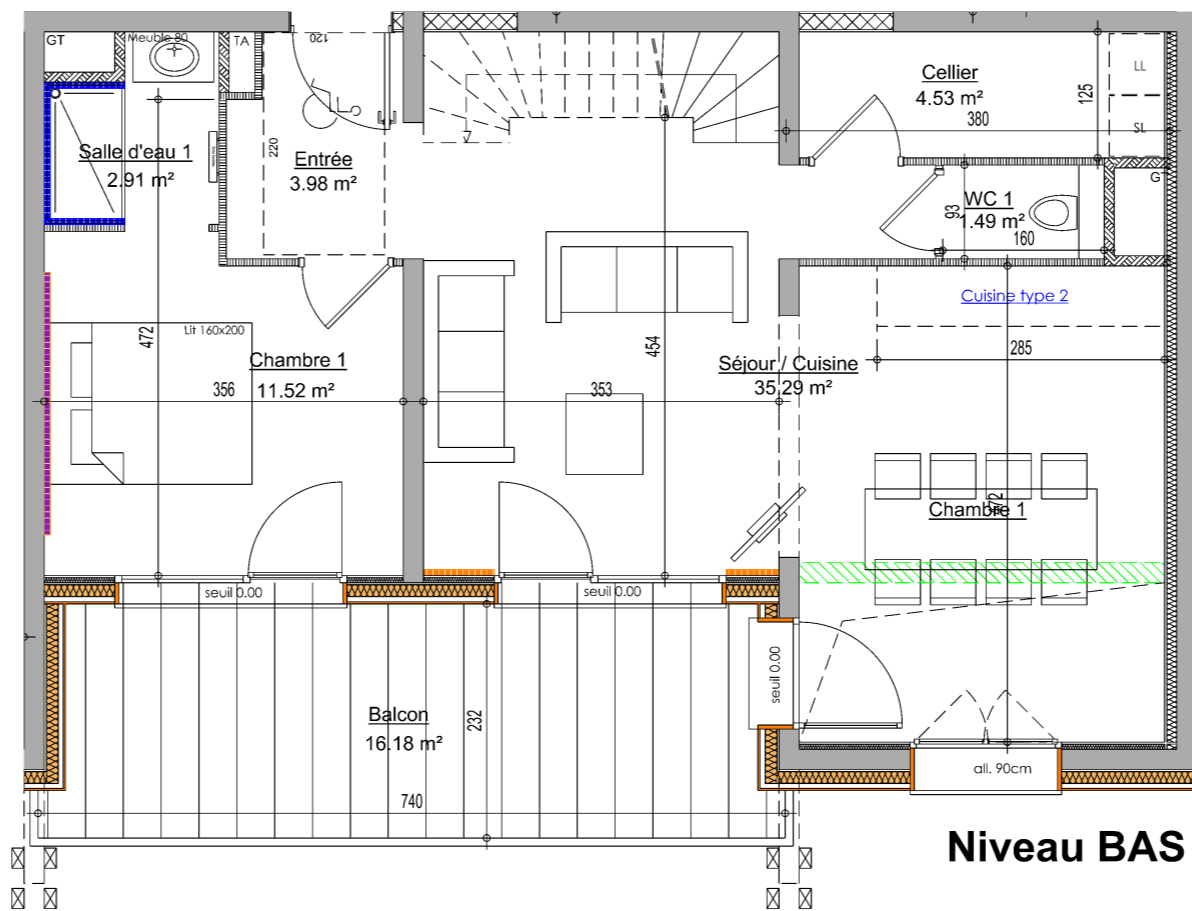 GT
Meuble 80
TA
120
Cellier
4.53 m²
LL
125
SL
380
Salle d'eau 1
2.91 m²
220
Entrée
3.98 m²
GT
WC 1
1.49 m²
93
160
Cuisine type 2
Lit 160x200
472
Chambre 1
11.52 m²
356
454
353
Séjour / Cuisine
35.29 m²
285
Chambre 1
seuil 0.00
seuil 0.00
seuil 0.00
Balcon
16.18 m²
232
all. 90cm
740
Niveau BAS